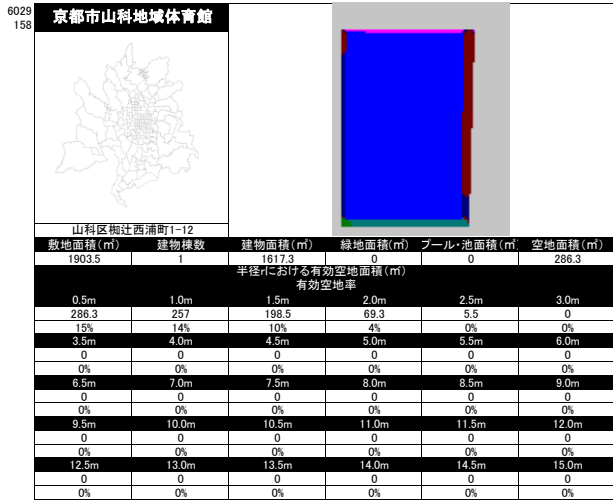 6029
158
京都市山科地域体育館
山科区椥辻西浦町1-12
敷地面積(㎡) 建物棟数 建物面積(㎡) 緑地面積(㎡) プール・池面積(㎡) 空地面積(㎡)
1903.5 1 1617.3 0 0 286.3
半径rにおける有効空地面積(㎡)
有効空地率
0.5m 1.0m 1.5m 2.0m 2.5m 3.0m
286.3 257 198.5 69.3 5.5 0
15% 14% 10% 4% 0% 0%
3.5m 4.0m 4.5m 5.0m 5.5m 6.0m
0 0 0 0 0 0
0% 0% 0% 0% 0% 0%
6.5m 7.0m 7.5m 8.0m 8.5m 9.0m
0 0 0 0 0 0
0% 0% 0% 0% 0% 0%
9.5m 10.0m 10.5m 11.0m 11.5m 12.0m
0 0 0 0 0 0
0% 0% 0% 0% 0% 0%
12.5m 13.0m 13.5m 14.0m 14.5m 15.0m
0 0 0 0 0 0
0% 0% 0% 0% 0% 0%